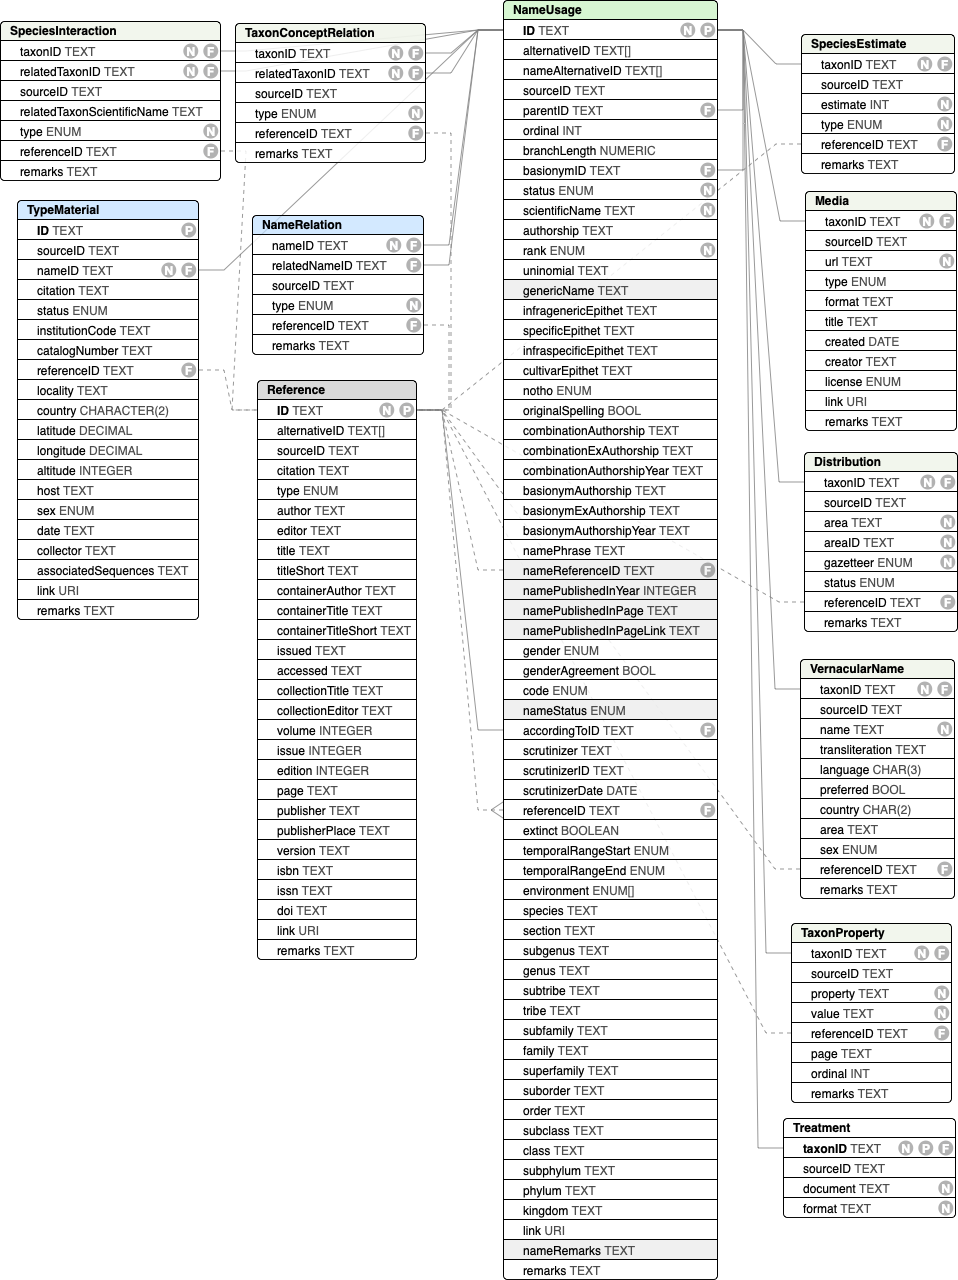 SpeciesInteraction
taxonID TEXT N F
relatedTaxonID TEXT N F
sourceID TEXT
relatedTaxonScientificName TEXT
type ENUM N
referenceID TEXT F
remarks TEXT
TaxonConceptRelation
taxonID TEXT N F
relatedTaxonID TEXT N F
sourceID TEXT
type ENUM N
referenceID TEXT F
remarks TEXT
TypeMaterial
ID TEXT P
sourceID TEXT
nameID TEXT N F
citation TEXT
status ENUM
institutionCode TEXT
catalogNumber TEXT
referenceID TEXT F
locality TEXT
country CHARACTER(2)
latitude DECIMAL
longitude DECIMAL
altitude INTEGER
host TEXT
sex ENUM
date TEXT
collector TEXT
associatedSequences TEXT
link URI
remarks TEXT
NameRelation
nameID TEXT N F
relatedNameID TEXT F
sourceID TEXT
type ENUM N
referenceID TEXT F
remarks TEXT
Reference
ID TEXT N P
alternativeID TEXT[]
sourceID TEXT
citation TEXT
type ENUM
author TEXT
editor TEXT
title TEXT
titleShort TEXT
containerAuthor TEXT
containerTitle TEXT
containerTitleShort TEXT
issued TEXT
accessed TEXT
collectionTitle TEXT
collectionEditor TEXT
volume INTEGER
issue INTEGER
edition INTEGER
page TEXT
publisher TEXT
publisherPlace TEXT
version TEXT
isbn TEXT
issn TEXT
doi TEXT
link URI
remarks TEXT
NameUsage
ID TEXT N P
alternativeID TEXT[]
nameAlternativeID TEXT[]
sourceID TEXT
parentID TEXT F
ordinal INT
branchLength NUMERIC
basionymID TEXT F
status ENUM N
scientificName TEXT N
authorship TEXT
rank ENUM N
uninomial TEXT
genericName TEXT
infragenericEpithet TEXT
specificEpithet TEXT
infraspecificEpithet TEXT
cultivarEpithet TEXT
notho ENUM
originalSpelling BOOL
combinationAuthorship TEXT
combinationExAuthorship TEXT
combinationAuthorshipYear TEXT
basionymAuthorship TEXT
basionymExAuthorship TEXT
basionymAuthorshipYear TEXT
namePhrase TEXT
nameReferenceID TEXT F
namePublishedInYear INTEGER
namePublishedInPage TEXT
namePublishedInPageLink TEXT
gender ENUM
genderAgreement BOOL
code ENUM
nameStatus ENUM
accordingToID TEXT F
scrutinizer TEXT
scrutinizerID TEXT
scrutinizerDate DATE
referenceID TEXT F
extinct BOOLEAN
temporalRangeStart ENUM
temporalRangeEnd ENUM
environment ENUM[]
species TEXT
section TEXT
subgenus TEXT
genus TEXT
subtribe TEXT
tribe TEXT
subfamily TEXT
family TEXT
superfamily TEXT
suborder TEXT
order TEXT
subclass TEXT
class TEXT
subphylum TEXT
phylum TEXT
kingdom TEXT
link URI
nameRemarks TEXT
remarks TEXT
SpeciesEstimate
taxonID TEXT N F
sourceID TEXT
estimate INT N
type ENUM N
referenceID TEXT F
remarks TEXT
Media
taxonID TEXT N F
sourceID TEXT
url TEXT N
type ENUM
format TEXT
title TEXT
created DATE
creator TEXT
license ENUM
link URI
remarks TEXT
Distribution
taxonID TEXT N F
sourceID TEXT
area TEXT N
areaID TEXT N
gazetteer ENUM N
status ENUM
referenceID TEXT F
remarks TEXT
VernacularName
taxonID TEXT N F
sourceID TEXT
name TEXT N
transliteration TEXT
language CHAR(3)
preferred BOOL
country CHAR(2)
area TEXT
sex ENUM
referenceID TEXT F
remarks TEXT
TaxonProperty
taxonID TEXT N F
sourceID TEXT
property TEXT N
value TEXT N
referenceID TEXT F
page TEXT
ordinal INT
remarks TEXT
Treatment
taxonID TEXT N P F
sourceID TEXT
document TEXT N
format TEXT N